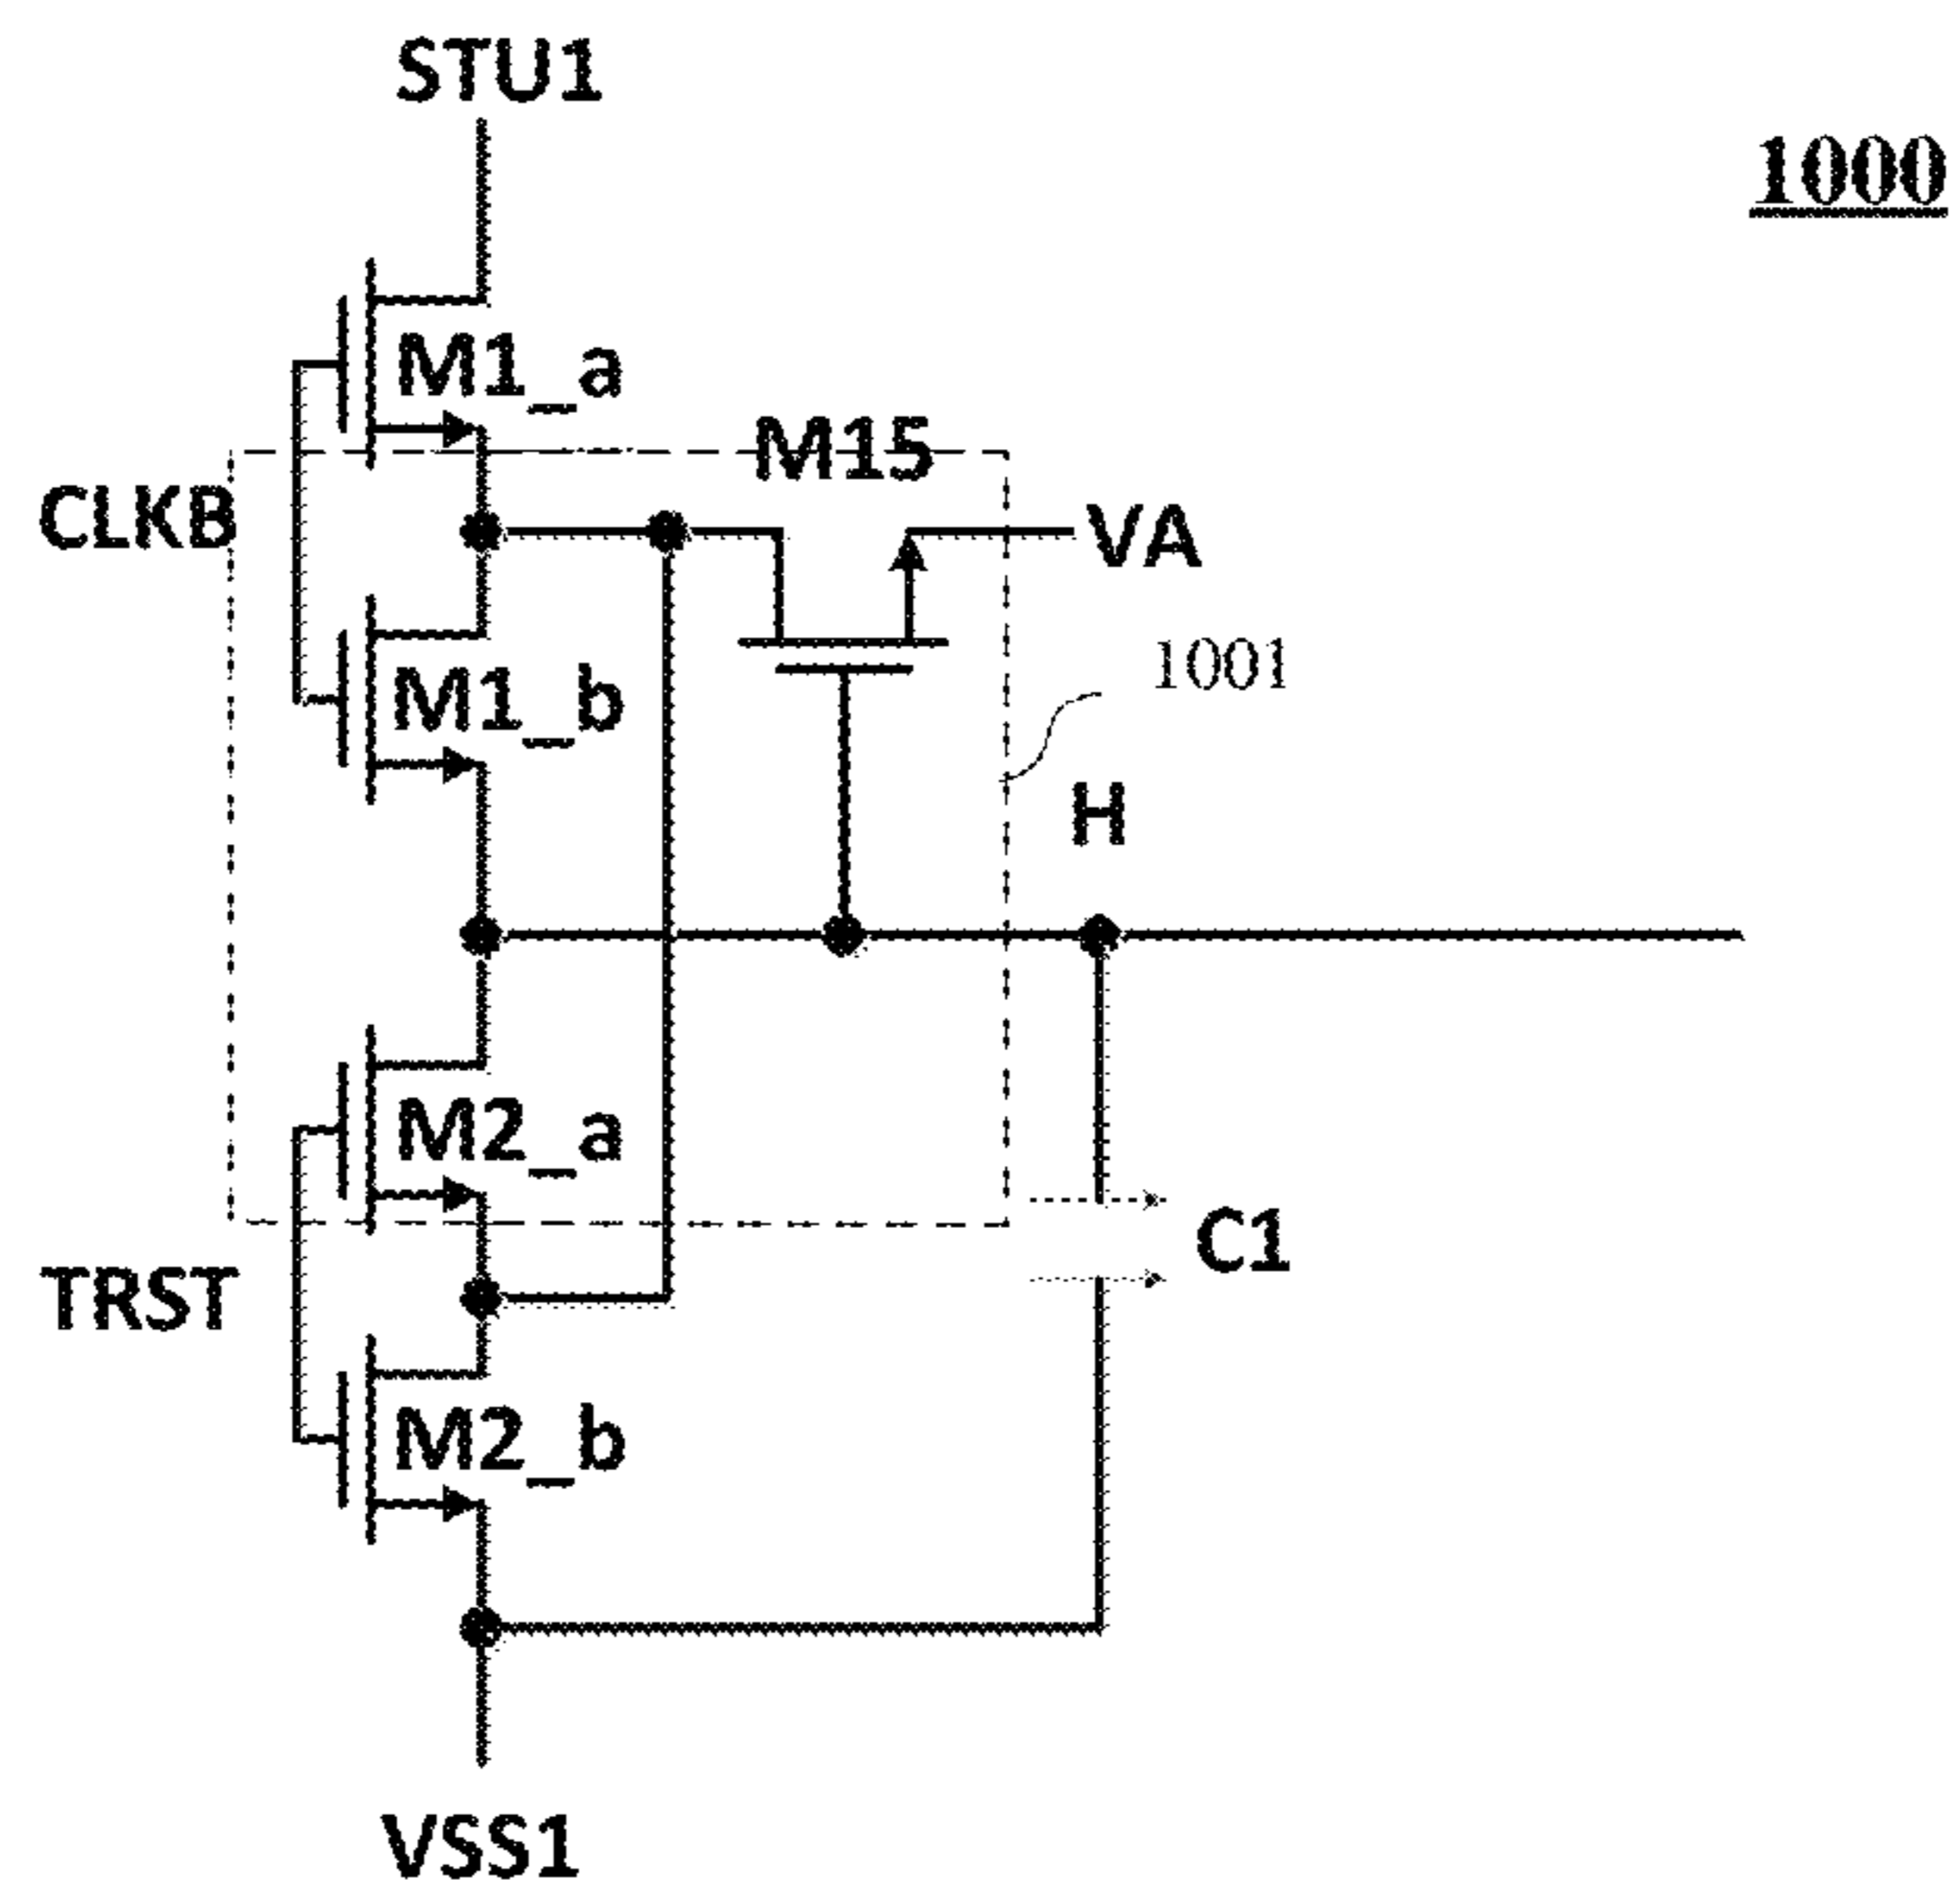 STU1
1000
M1_a
M15
CLKB
VA
1001
M1_b
H
M2_a
C1
TRST
M2_b
VSS1